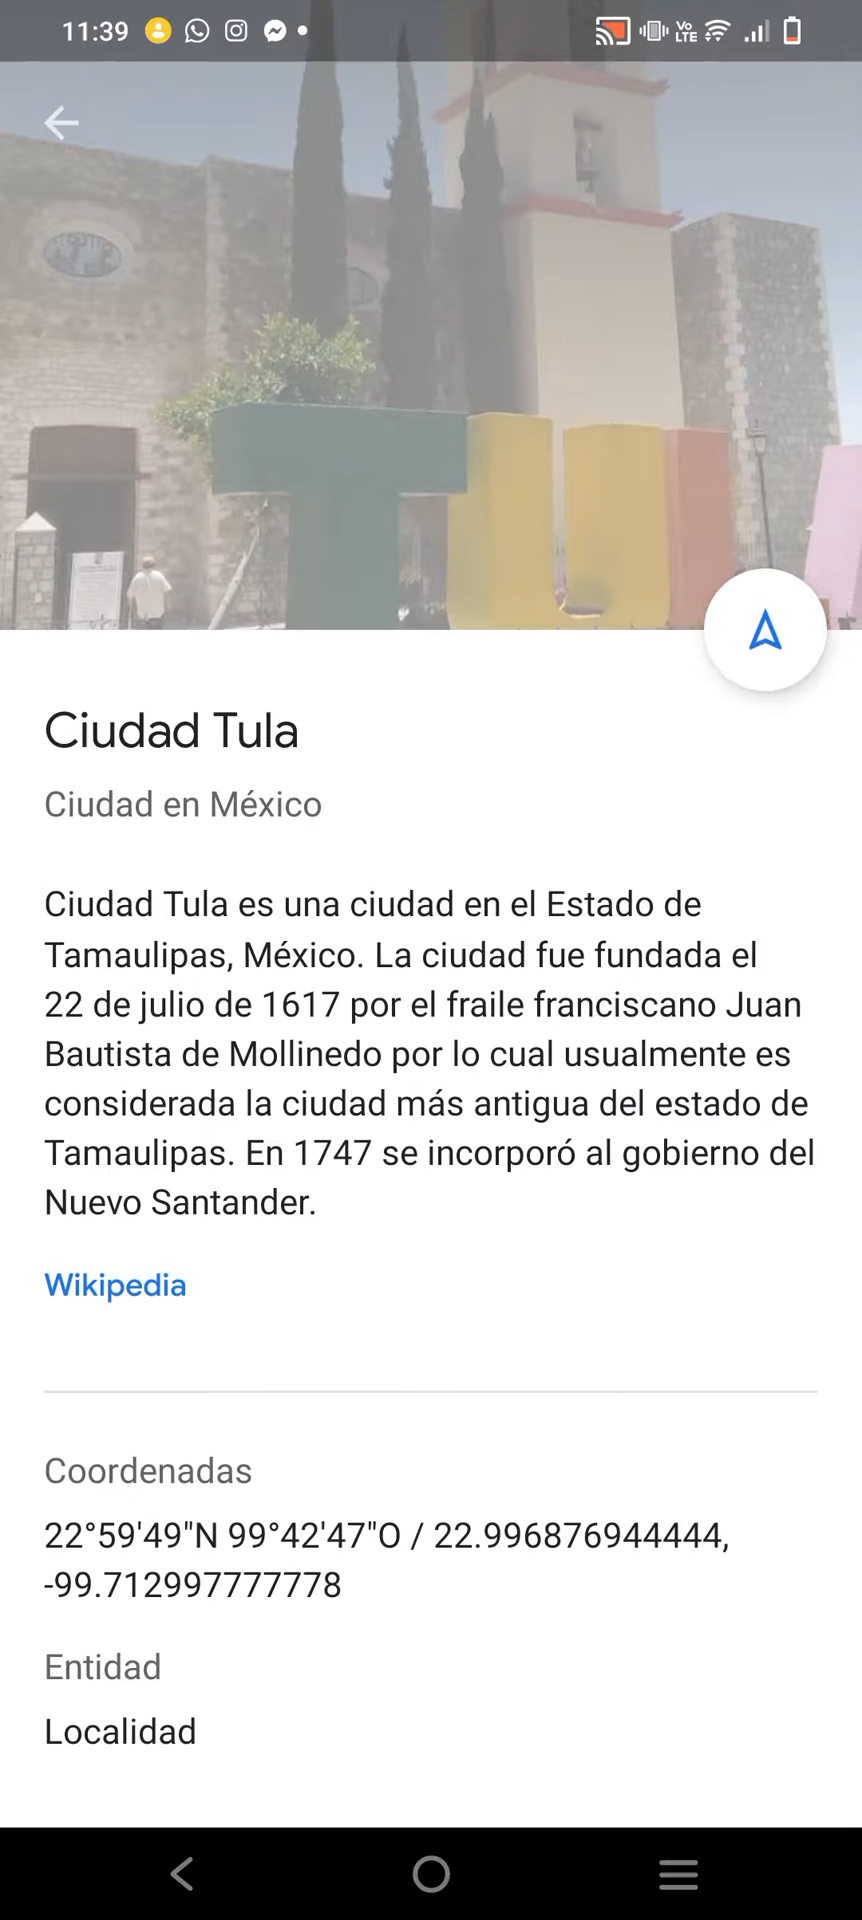 11:39
Vo
LTE
TU
Ciudad Tula
Ciudad en México
Ciudad Tula es una ciudad en el Estado de
Tamaulipas, México. La ciudad fue fundada el
22 de julio de 1617 por el fraile franciscano Juan
Bautista de Mollinedo por lo cual usualmente es
considerada la ciudad más antigua del estado de
Tamaulipas. En 1747 se incorporó al gobierno del
Nuevo Santander.
Wikipedia
Coordenadas
22°59'49"N 99°42'47"O / 22.996876944444,
-99.712997777778
Entidad
Localidad